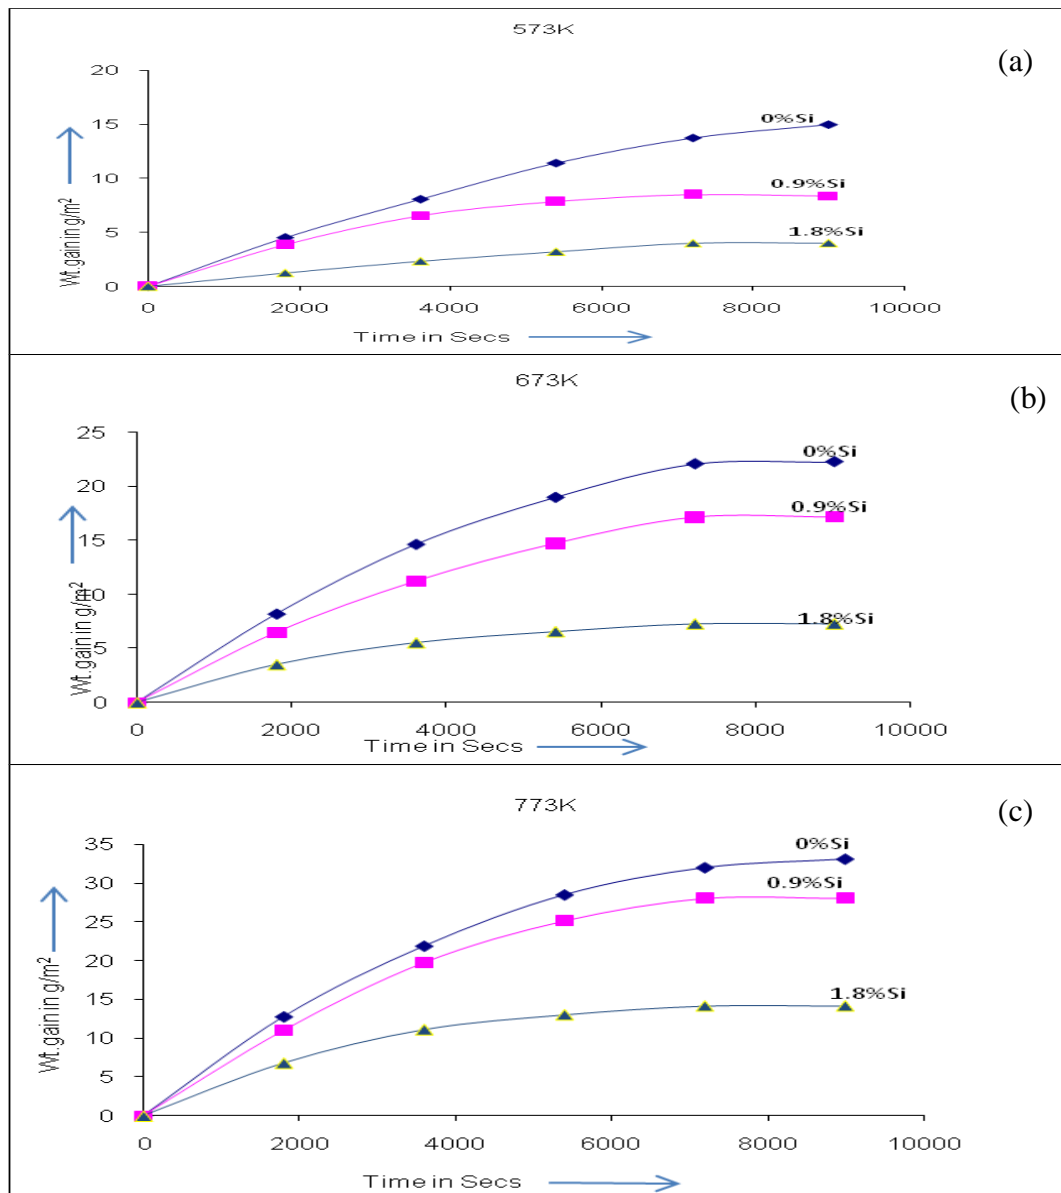 573K
(a)
20
15
10
5
0
Wt.gain in g/m²
0%Si
0.9%Si
1.8%Si
0 2000 4000 6000 8000 10000
Time in Secs
673K
(b)
25
20
15
10
5
0
Wt.gain in g/m²
0%Si
0.9%Si
1.8%Si
0 2000 4000 6000 8000 10000
Time in Secs
773K
(c)
35
30
25
20
15
10
5
0
Wt.gain in g/m²
0%Si
0.9%Si
1.8%Si
0 2000 4000 6000 8000 10000
Time in Secs